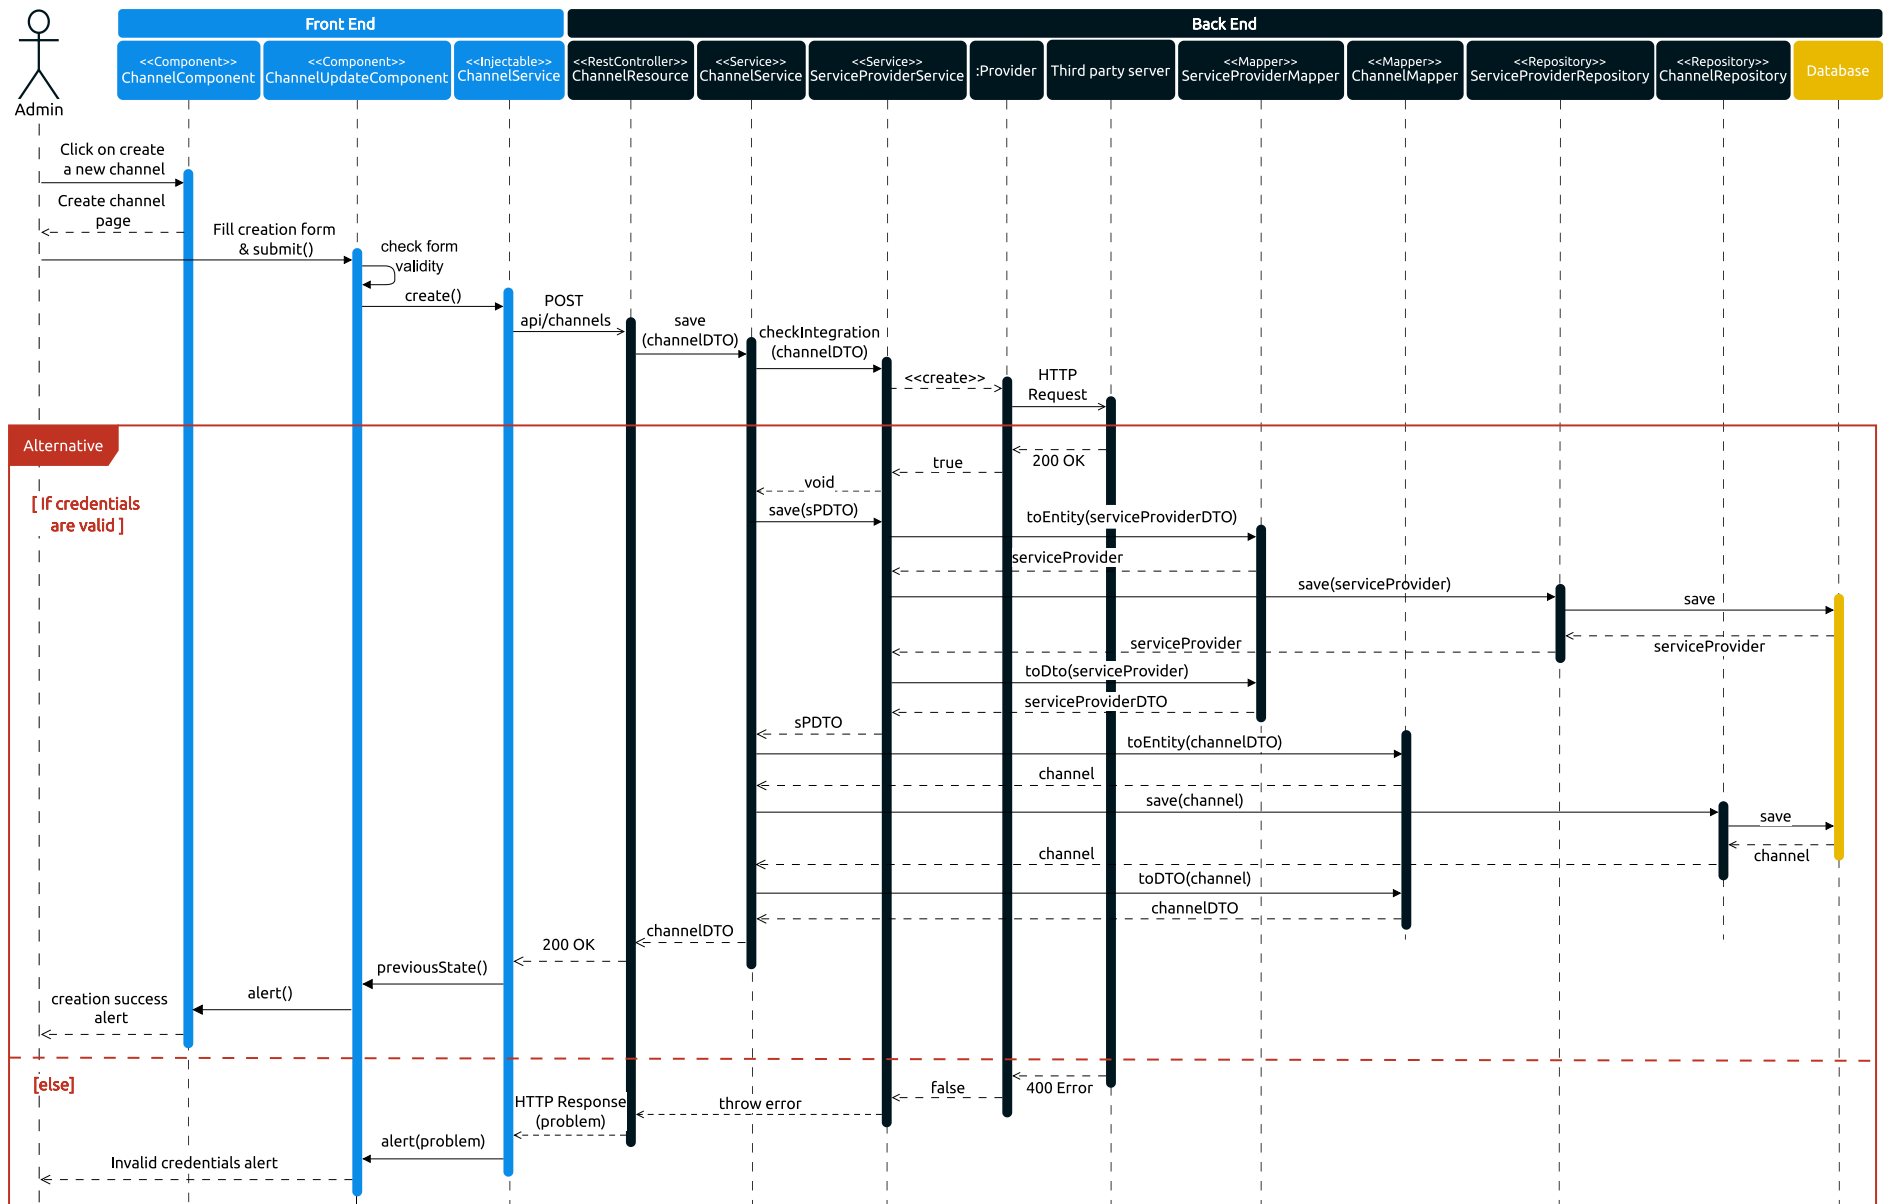 Front End
Back End
<<Component>>
ChannelComponent
<<Component>>
ChannelUpdateComponent
<<Injectable>>
ChannelService
<<RestController>>
ChannelResource
<<Service>>
ChannelService
<<Service>>
ServiceProviderService
:Provider
Third party server
<<Mapper>>
ServiceProviderMapper
<<Mapper>>
ChannelMapper
<<Repository>>
ServiceProviderRepository
<<Repository>>
ChannelRepository
Database
Admin
Click on create
a new channel
Create channel
page
Fill creation form
& submit()
check form
validity
create()
POST
api/channels
save
(channelDTO)
checkIntegration
(channelDTO)
<<create>>
HTTP
Request
Alternative
[ If credentials
are valid ]
200 OK
true
void
save(sPDTO)
toEntity(serviceProviderDTO)
serviceProvider
save(serviceProvider)
save
serviceProvider
serviceProvider
toDto(serviceProvider)
serviceProviderDTO
sPDTO
toEntity(channelDTO)
channel
save(channel)
save
channel
channel
toDTO(channel)
channelDTO
channelDTO
200 OK
previousState()
alert()
creation success
alert
[else]
400 Error
false
throw error
HTTP Response
(problem)
alert(problem)
Invalid credentials alert